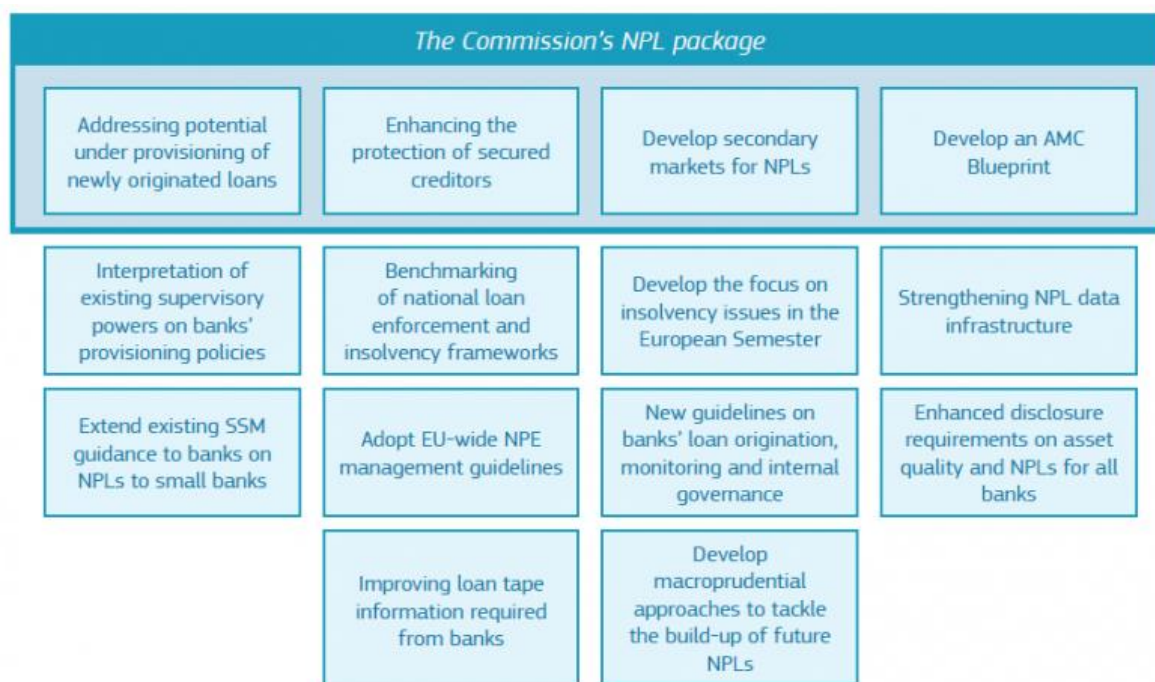 The Commission's NPL package
Addressing potential
under provisioning of
newly originated loans
Enhancing the
protection of secured
creditors
Develop secondary
markets for NPLs
Develop an AMC
Blueprint
Interpretation of
existing supervisory
powers on banks'
provisioning policies
Benchmarking
of national loan
enforcement and
insolvency frameworks
Develop the focus on
insolvency issues in the
European Semester
Strengthening NPL data
infrastructure
Extend existing SSM
guidance to banks on
NPLs to small banks
Adopt EU-wide NPE
management guidelines
New guidelines on
banks' loan origination,
monitoring and internal
governance
Enhanced disclosure
requirements on asset
quality and NPLs for all
banks
Improving loan tape
information required
from banks
Develop
macroprudential
approaches to tackle
the build-up of future
NPLs